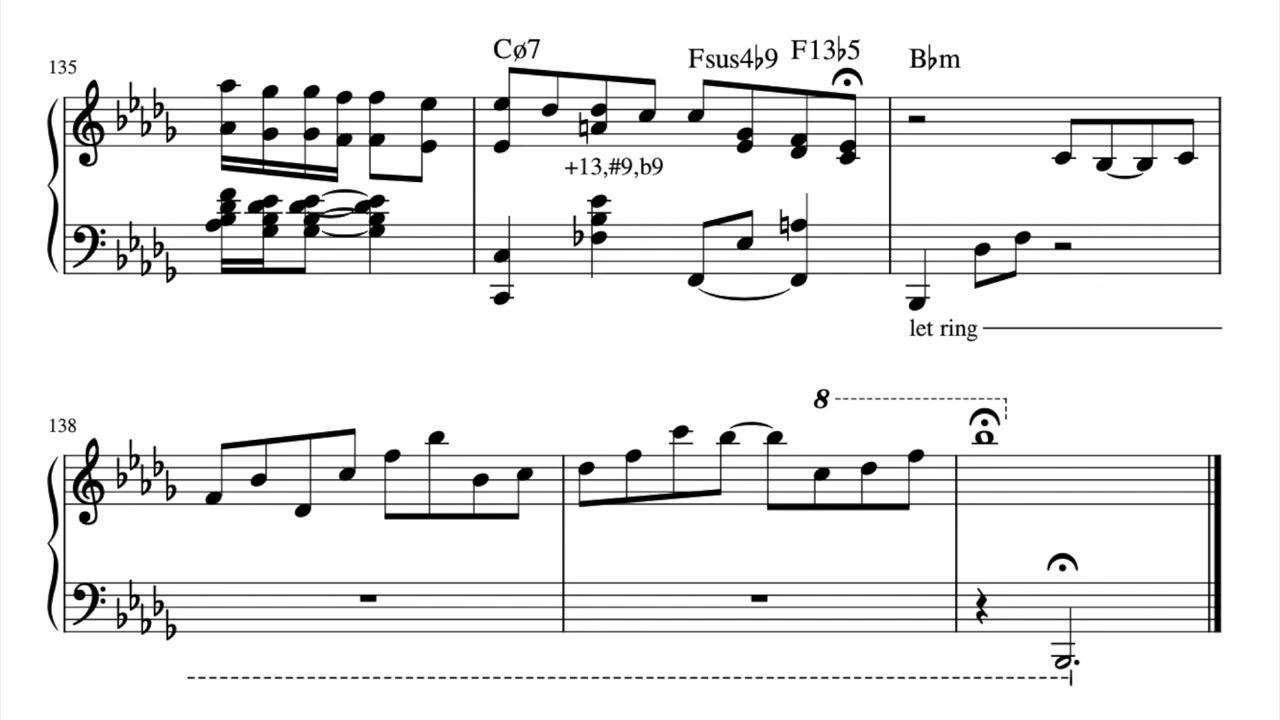 135
Cø7 Fsus4♭9 F13♭5 B♭m
+13,#9,b9
let ring
138
8